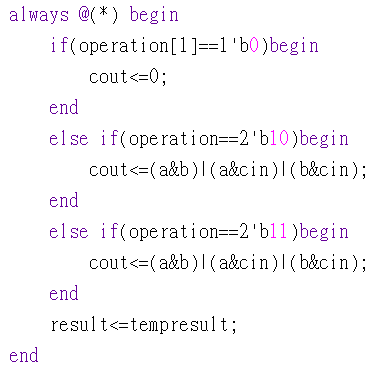 always @(*) begin
    if(operation[1]==1'b0)begin
        cout<=0;
    end
    else if(operation==2'b10)begin
        cout<=(a&b)|(a&cin)|(b&cin);
    end
    else if(operation==2'b11)begin
        cout<=(a&b)|(a&cin)|(b&cin);
    end
    result<=tempresult;
end